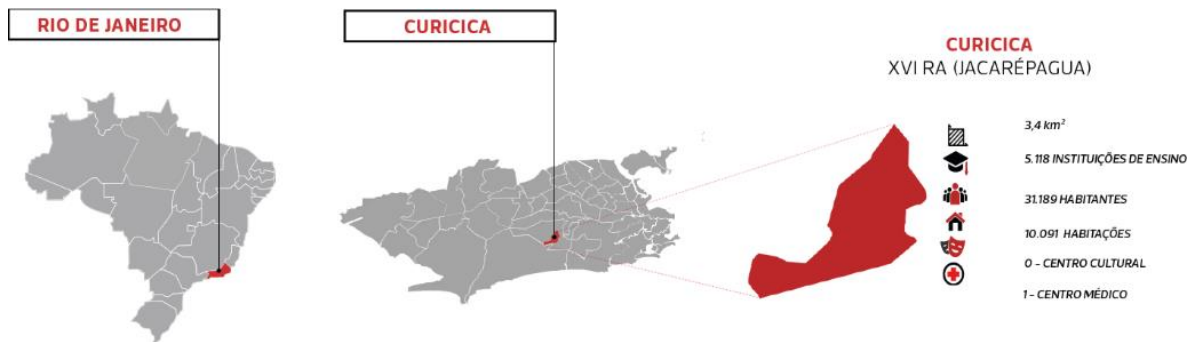 RIO DE JANEIRO
CURICICA
CURICICA
XVI RA (JACARÉPAGUA)
3,4 km²
5.118 INSTITUIÇÕES DE ENSINO
31.189 HABITANTES
10.091 HABITAÇÕES
0 - CENTRO CULTURAL
1 - CENTRO MÉDICO